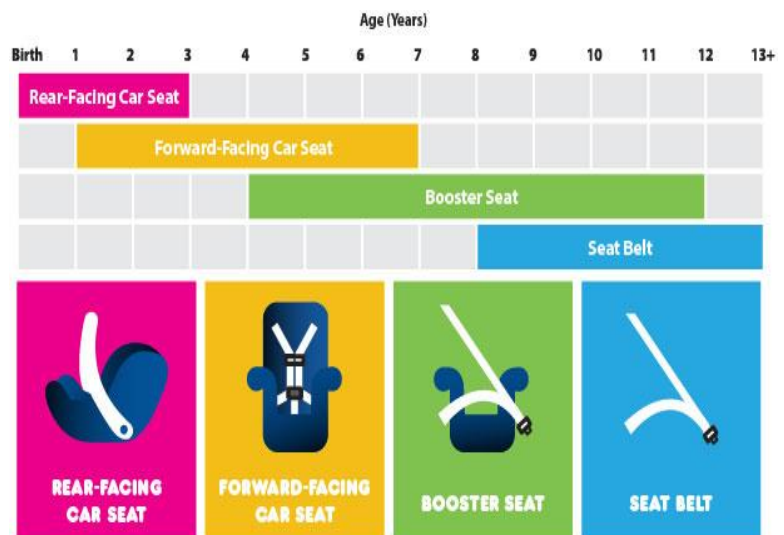 Age (Years)
Birth 1 2 3 4 5 6 7 8 9 10 11 12 13+
Rear-Facing Car Seat
Forward-Facing Car Seat
Booster Seat
Seat Belt
REAR-FACING
CAR SEAT
FORWARD-FACING
CAR SEAT
BOOSTER SEAT
SEAT BELT